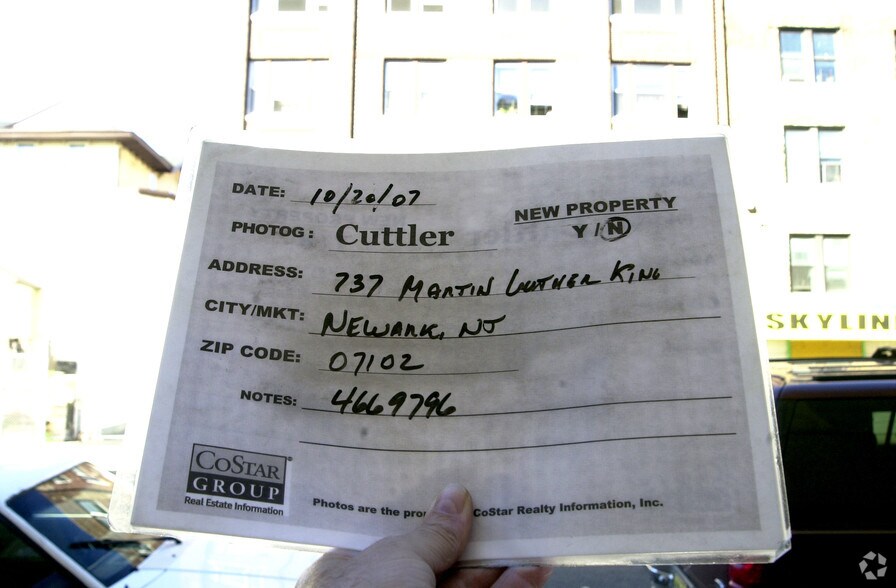 DATE: 10/20/07
NEW PROPERTY
Y / N
PHOTOG: Cuttler
ADDRESS: 737 MARTIN LUTHER KING
CITY/MKT: NEWARK, NJ
ZIP CODE: 07102
NOTES: 4669796
COSTAR
GROUP
Real Estate Information
Photos are the CoStar Realty Information, Inc.
SKYLIN